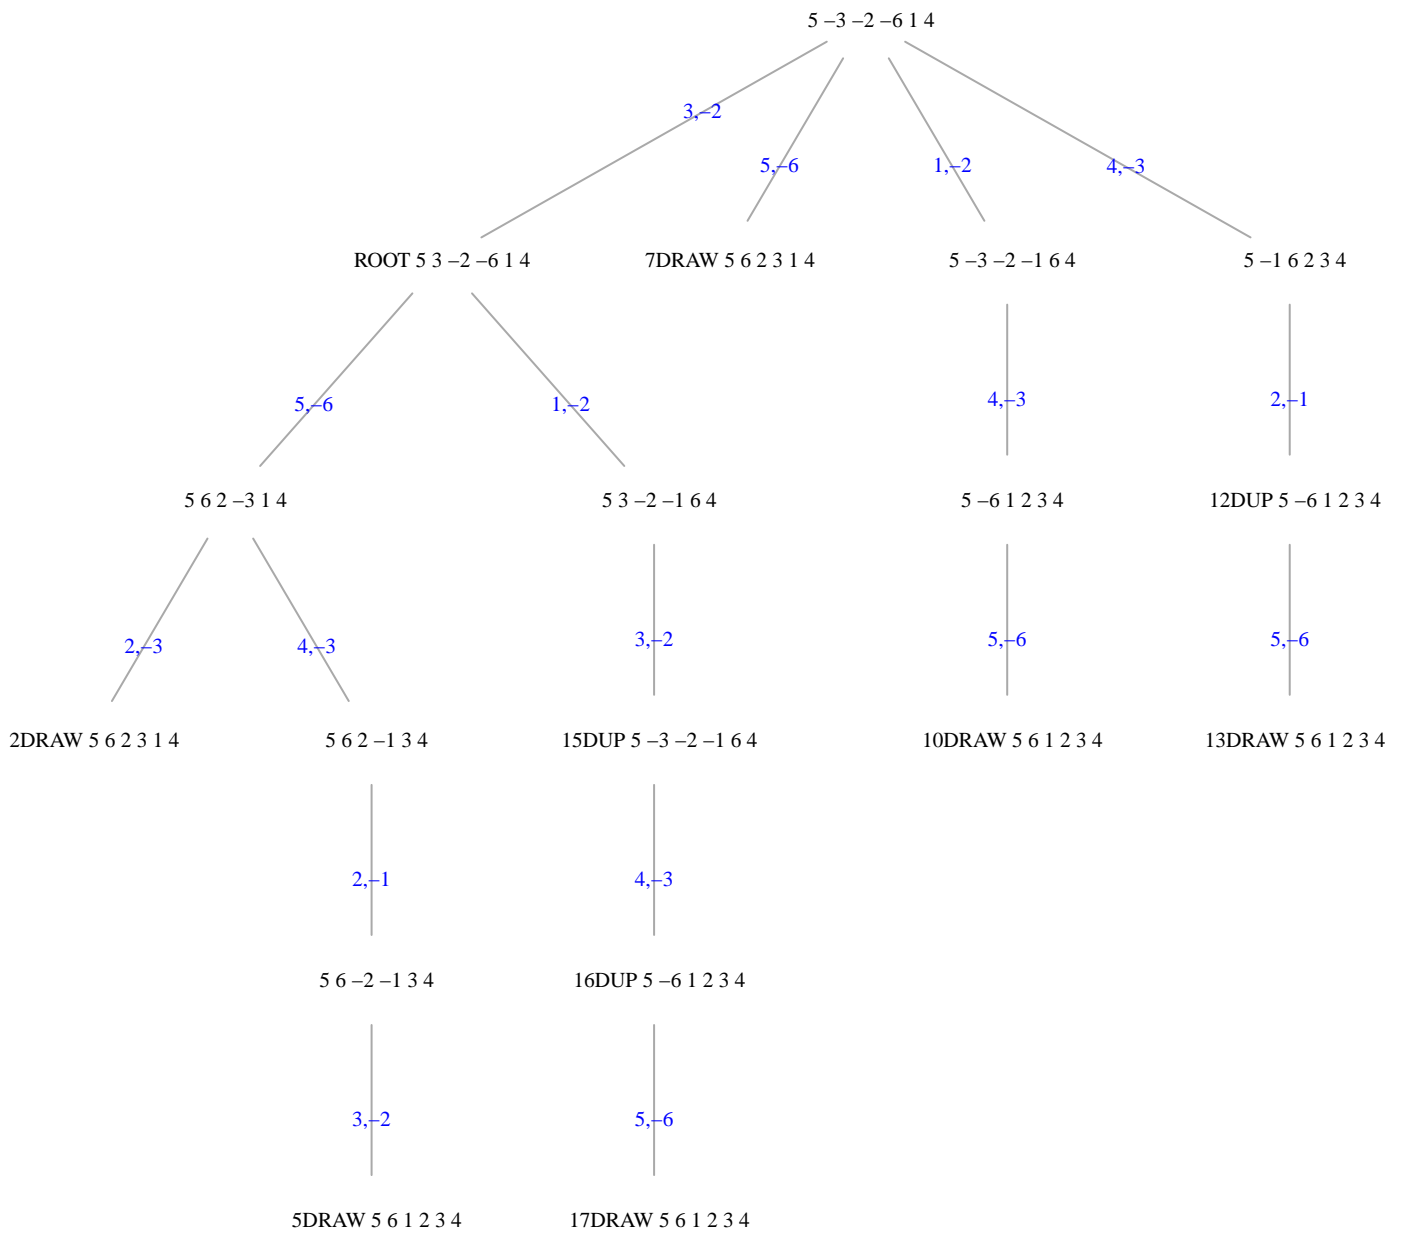 5 –3 –2 –6 1 4
3,–2
5,–6
1,–2
4,–3
ROOT 5 3 –2 –6 1 4
7DRAW 5 6 2 3 1 4
5 –3 –2 –1 6 4
5 –1 6 2 3 4
5,–6
1,–2
4,–3
2,–1
5 6 2 –3 1 4
5 3 –2 –1 6 4
5 –6 1 2 3 4
12DUP 5 –6 1 2 3 4
2,–3
4,–3
3,–2
5,–6
5,–6
2DRAW 5 6 2 3 1 4
5 6 2 –1 3 4
15DUP 5 –3 –2 –1 6 4
10DRAW 5 6 1 2 3 4
13DRAW 5 6 1 2 3 4
2,–1
4,–3
5 6 –2 –1 3 4
16DUP 5 –6 1 2 3 4
3,–2
5,–6
5DRAW 5 6 1 2 3 4
17DRAW 5 6 1 2 3 4